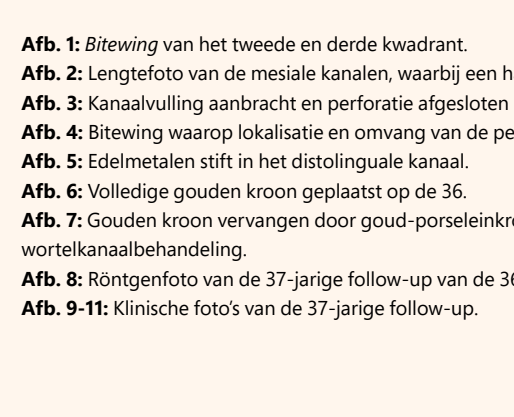 Afb. 1: Bitewing van het tweede en derde kwadrant.
Afb. 2: Lengtefoto van de mesiale kanalen, waarbij een
Afb. 3: Kanaalvulling aanbracht en perforatie afgesloten
Afb. 4: Bitewing waarop lokalisatie en omvang van de
Afb. 5: Edelmetalen stift in het distolinguale kanaal.
Afb. 6: Volledige gouden kroon geplaatst op de 36.
Afb. 7: Gouden kroon vervangen door
wortelkanaalbehandeling.
Afb. 8: Röntgenfoto van de 37-jarige follow-up van de
Afb. 9-11: Klinische foto's van de 37-jarige follow-up.